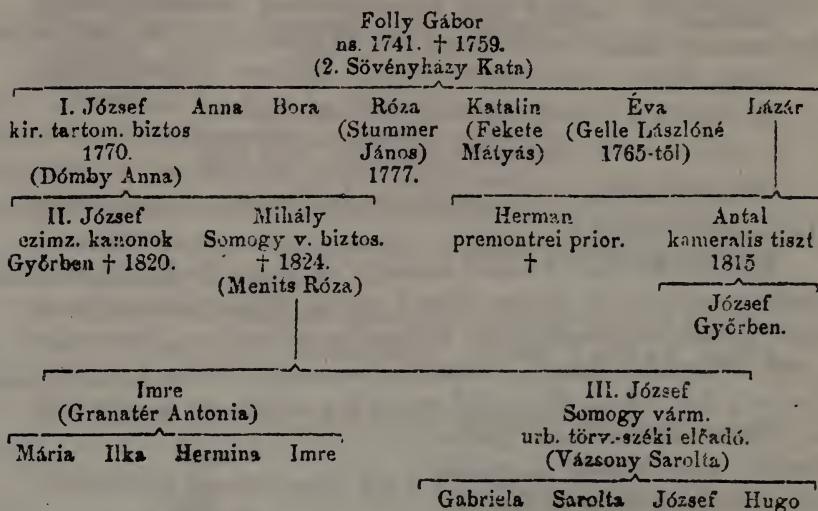 Folly Gábor
ns. 1741. † 1759.
(2. Sövényházy Kata)
I. József Anna Bora Róza Katalin Éva Lázár
kir. tartom. biztos (Stummer (Fekete (Gelle Lászlóné
1770. János) Mátyás) 1765-től)
(Dómby Anna) 1777.
II. József Mihály Herman Antal
czimz. kanonok Somogy v. biztos. premontrei prior. kameralis tiszt
Győrben † 1820. † 1824. † 1815
(Menits Róza) József
Győrben.
Imre III. József
(Granatér Antonia) Somogy várm.
urb. törv.-széki előadó.
Mária Ilka Hermina Imre (Vázsony Sarolta)
Gabriela Sarolta József Hugo